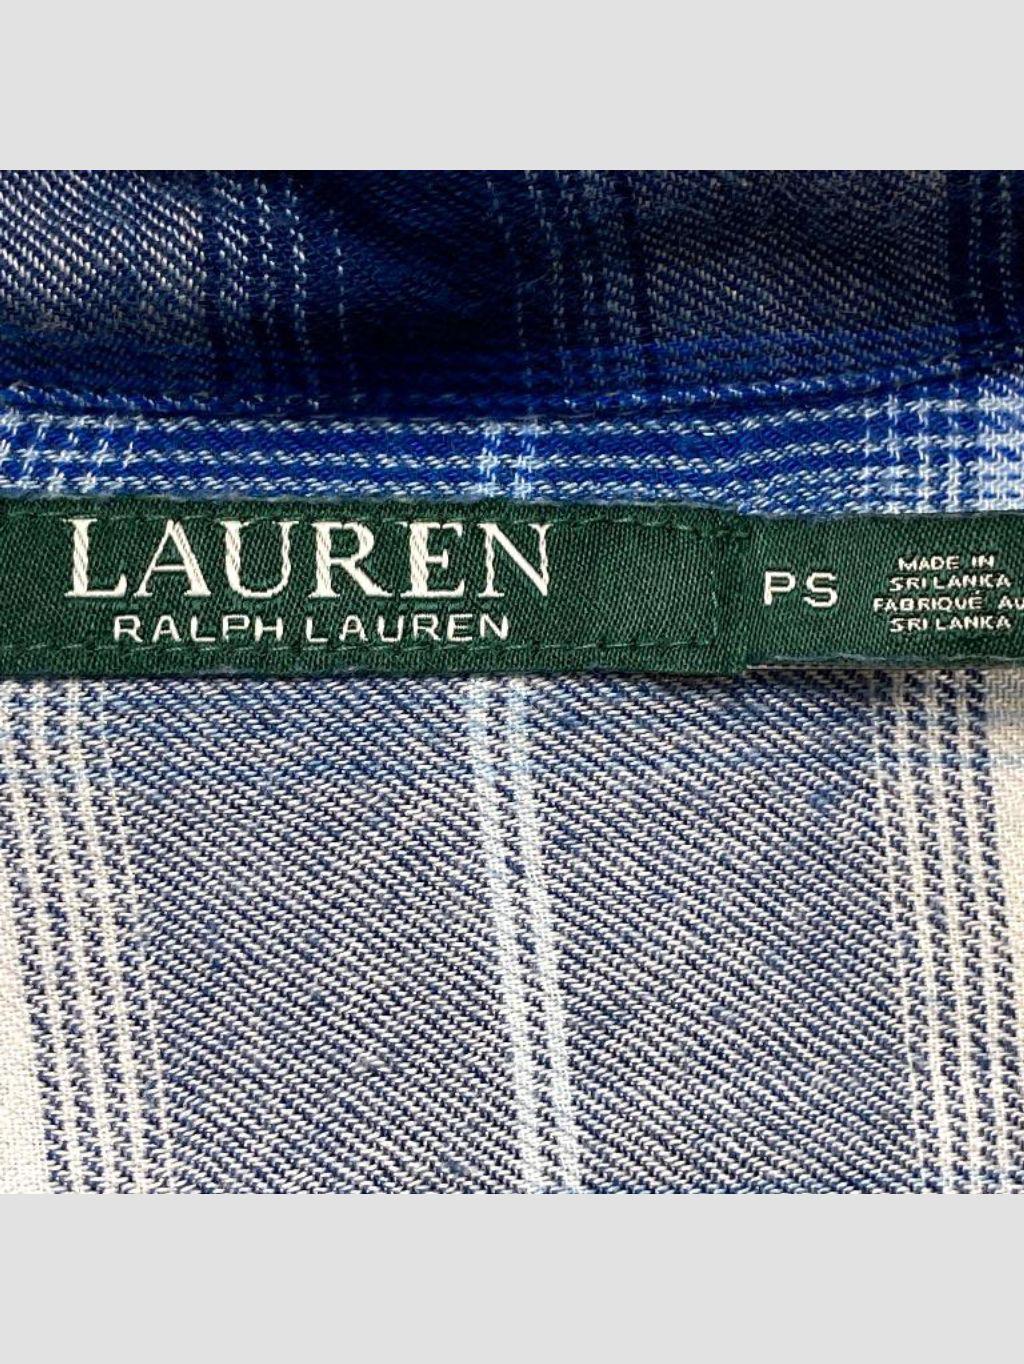 LAUREN
RALPH LAUREN
PS
MADE IN
SRI LANKA
FABRIQUÉ AU
SRI LANKA